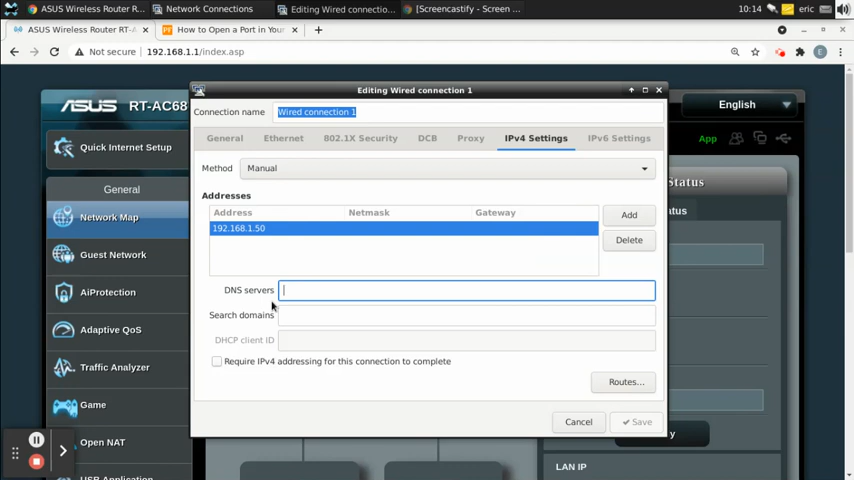 ASUS Wireless Router R...
Network Connections
Editing Wired connectio...
[Screencastify - Screen ...
10:14
eric
ASUS Wireless Router RT-A
How to Open a Port in Your
Not secure
192.168.1.1/index.asp
E
ASUS RT-AC68
English
Editing Wired connection 1
Connection name
Wired connection 1
General
Ethernet
802.1X Security
DCB
Proxy
IPv4 Settings
IPv6 Settings
Method
Manual
Addresses
Address
Netmask
Gateway
192.168.1.50
Add
Delete
DNS servers
Search domains
DHCP client ID
Require IPv4 addressing for this connection to complete
Routes...
Cancel
Save
Quick Internet Setup
App
General
Network Map
Guest Network
AiProtection
Adaptive QoS
Traffic Analyzer
Game
Open NAT
USB Application
Status
atus
y
LAN IP